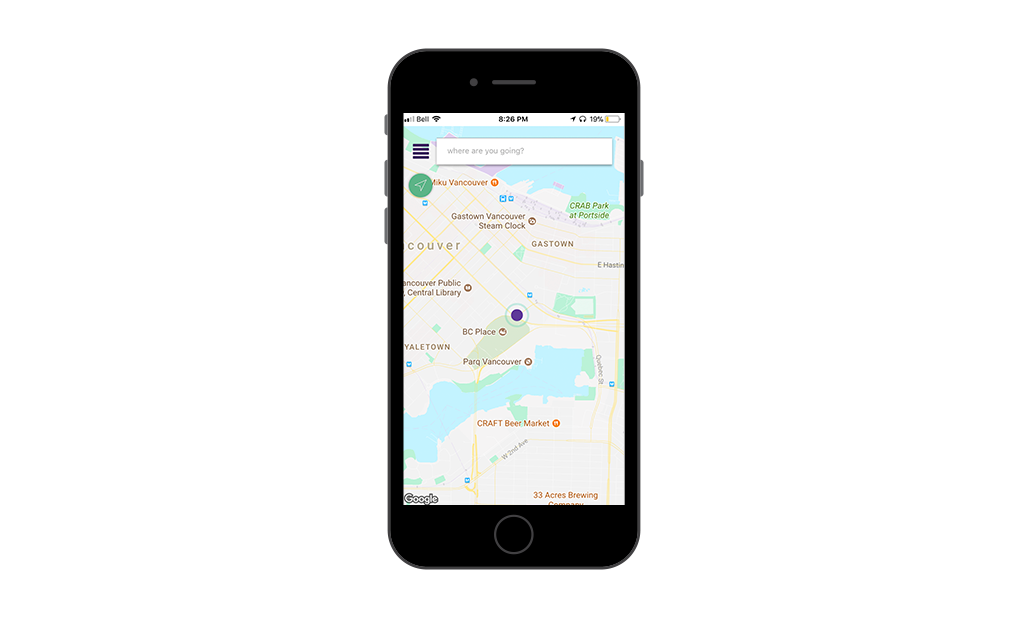 Bell 8:26 PM 19%
where are you going?
Miku Vancouver
CRAB Park
at Portside
Gastown Vancouver
Steam Clock
GASTOWN
ncouver
E Hastin
ancouver Public
, Central Library
BC Place
YALETOWN
Parq Vancouver
Quebec St
CRAFT Beer Market
W 2nd Ave
33 Acres Brewing
Company
Google